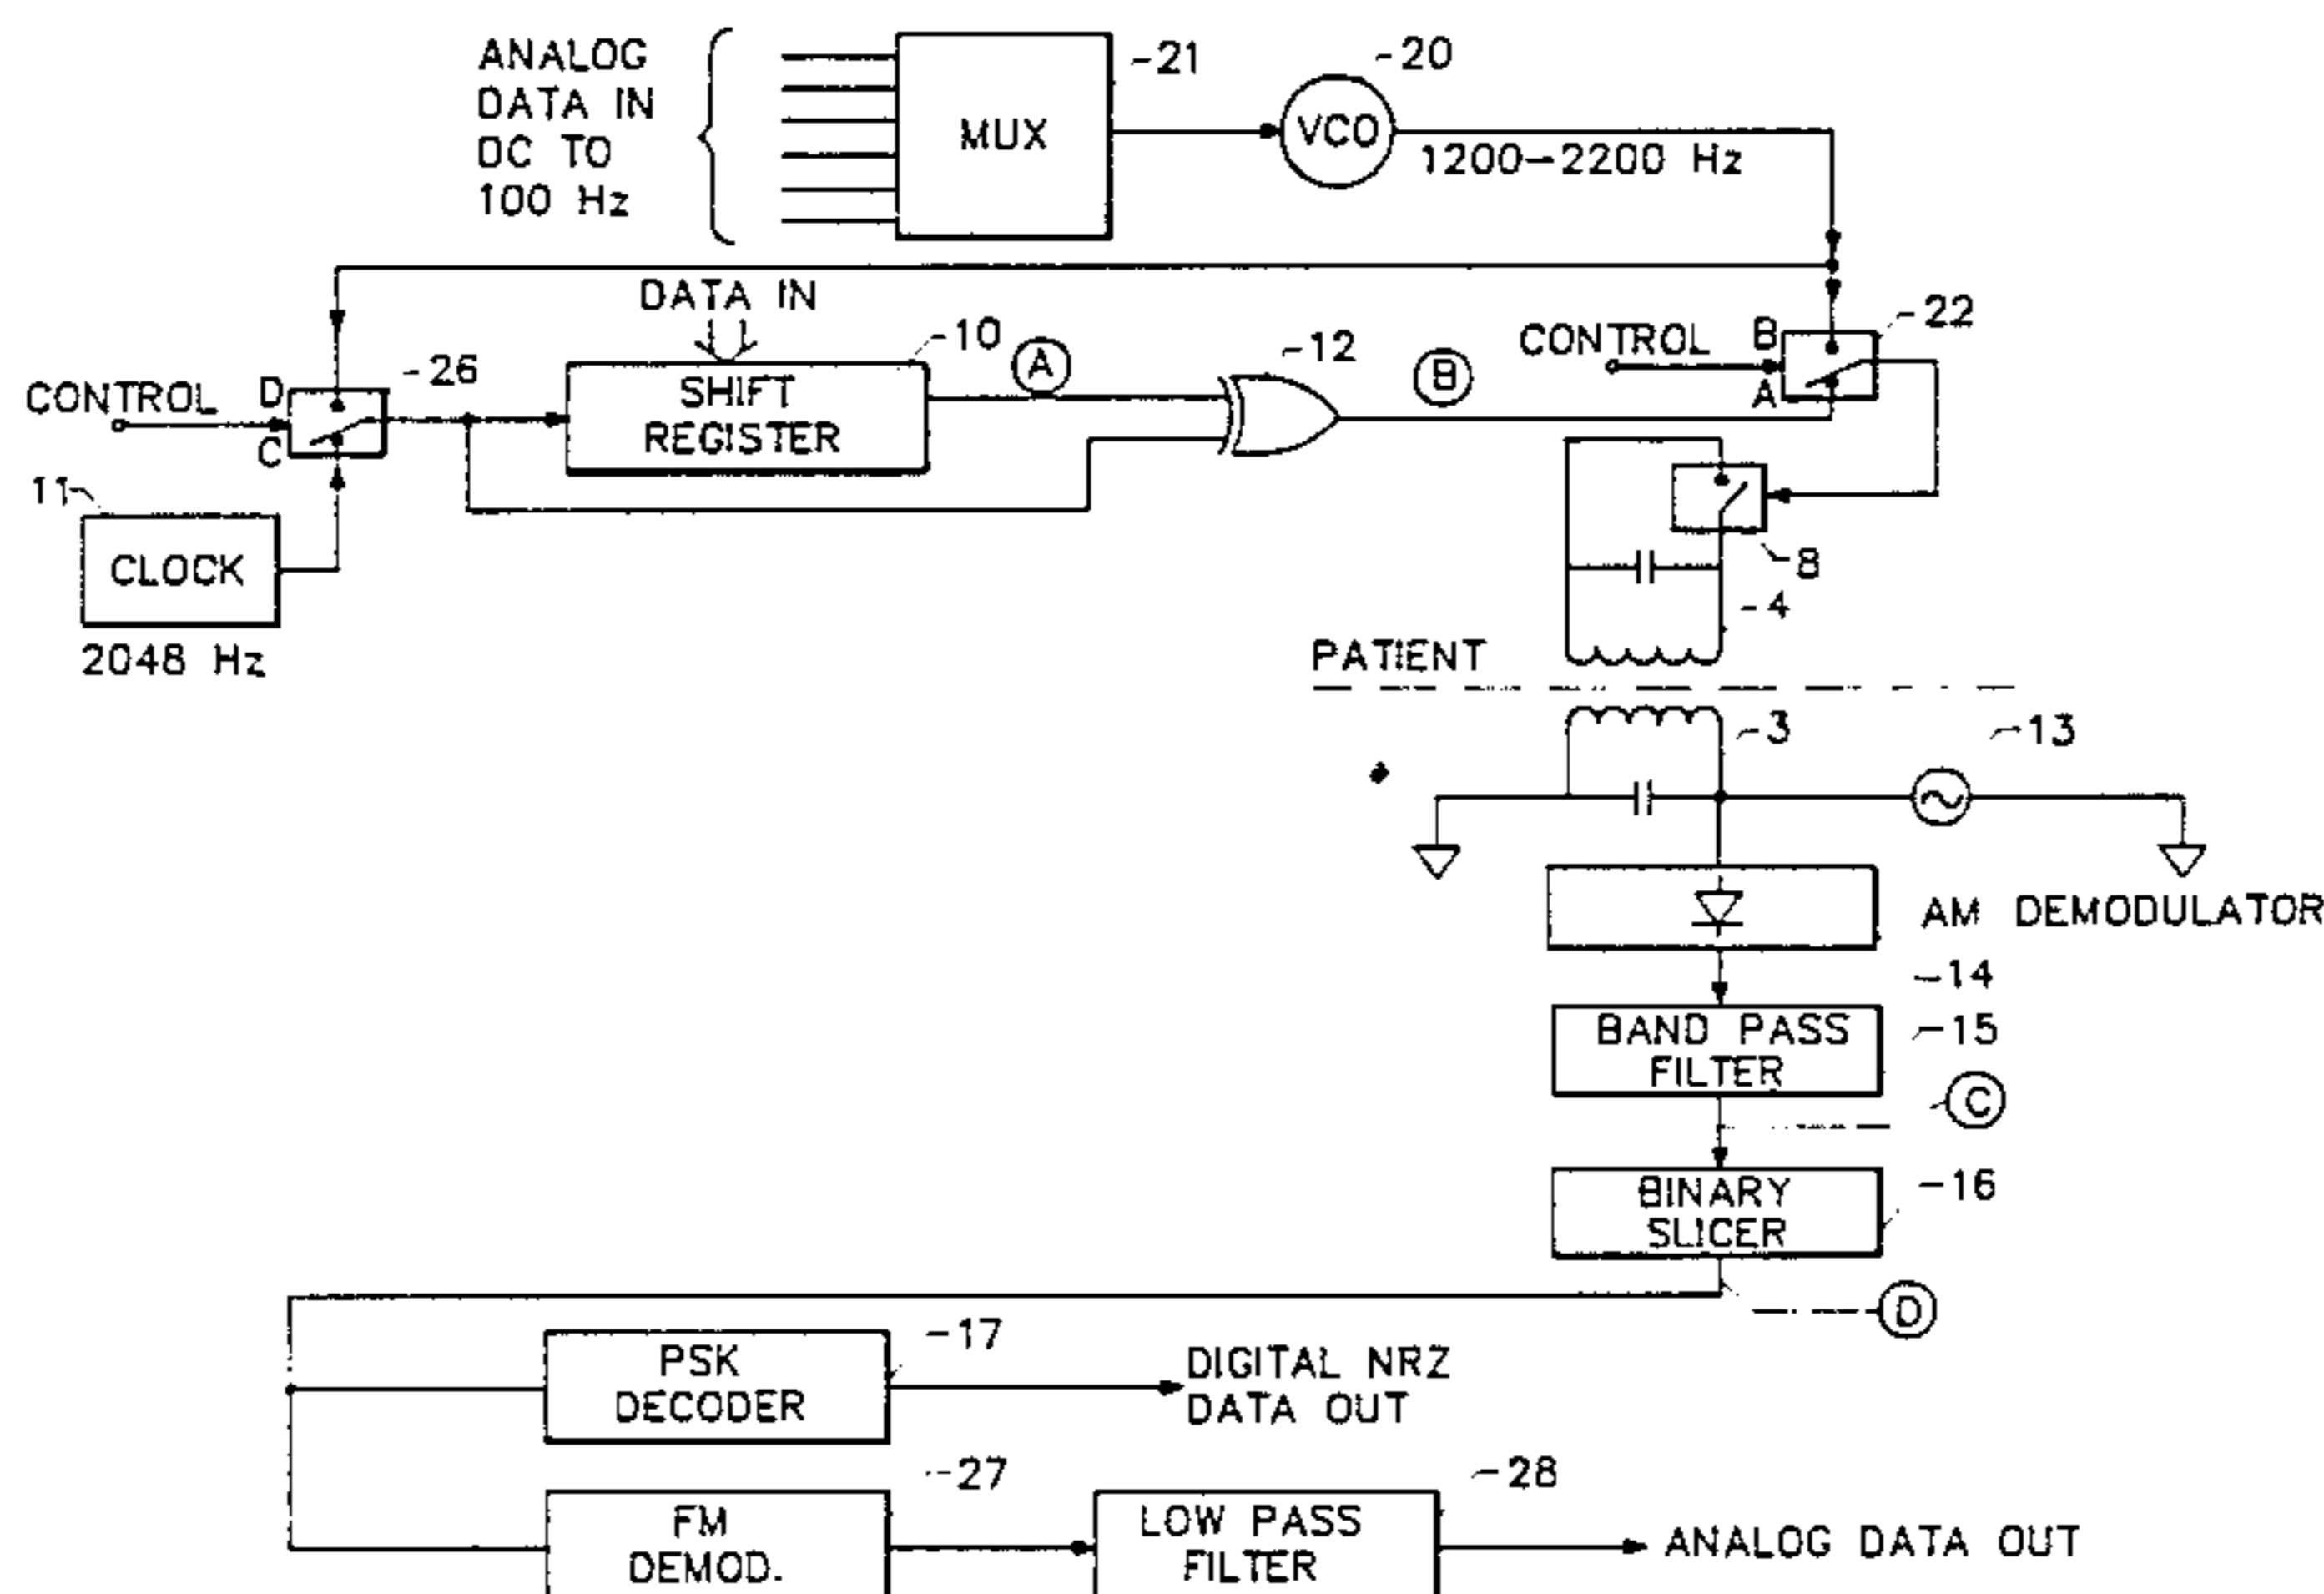 ANALOG
DATA IN
DC TO
100 Hz
MUX
21
VCO
20
1200-2200 Hz
DATA IN
CONTROL
D
C
26
SHIFT
REGISTER
10
A
12
B
CONTROL
B
A
22
11
CLOCK
2048 Hz
8
4
PATIENT
3
13
AM DEMODULATOR
14
BAND PASS
FILTER
15
C
BINARY
SLICER
16
D
PSK
DECODER
17
DIGITAL NRZ
DATA OUT
FM
DEMOD.
27
LOW PASS
FILTER
28
ANALOG DATA OUT